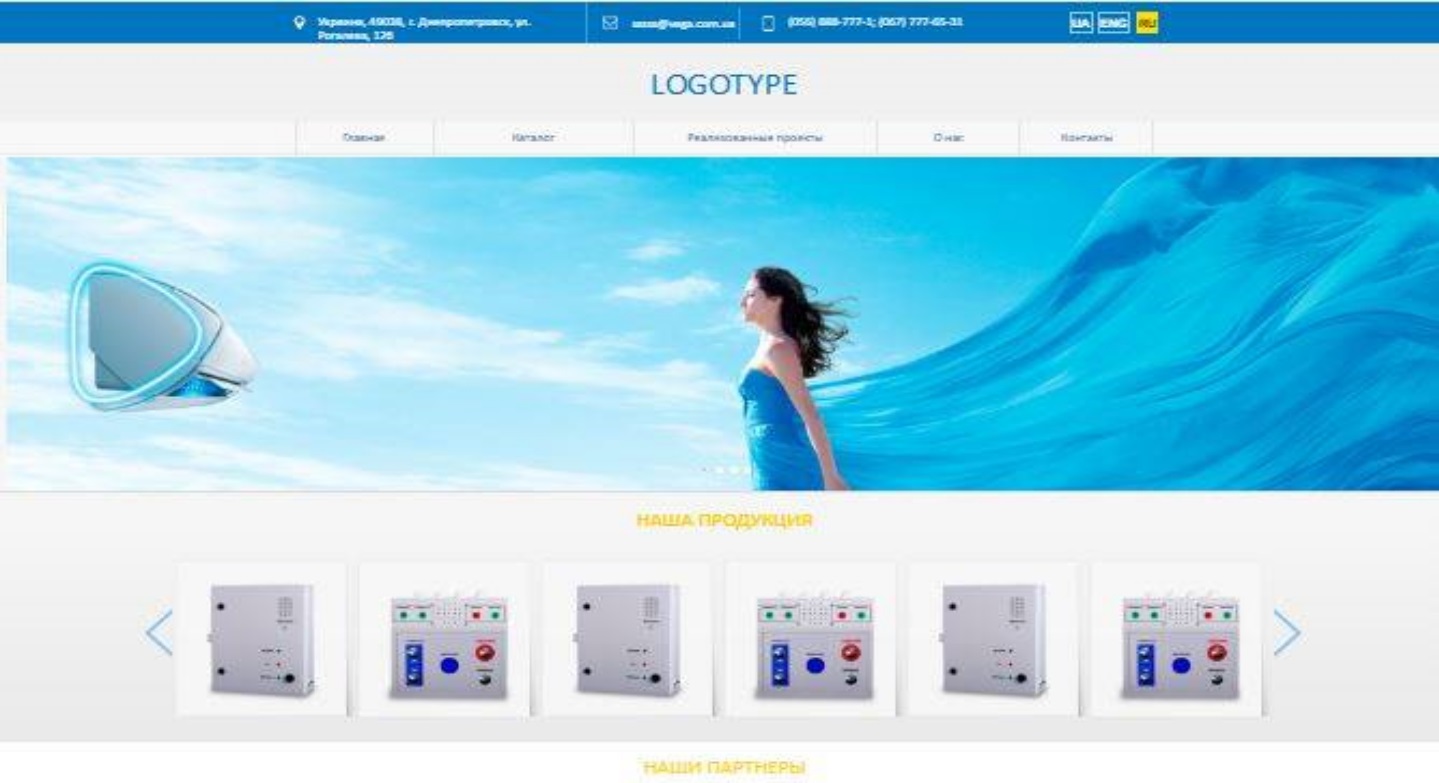 Украина, 49038, г. Днепропетровск, ул.
Рогалева, 12б
@vega.com.ua
(056) 888-777-1; (067) 777-65-31
UA ENG RU
LOGOTYPE
Главная
Каталог
Реализованные проекты
О нас
Контакты
НАША ПРОДУКЦИЯ
НАШИ ПАРТНЕРЫ